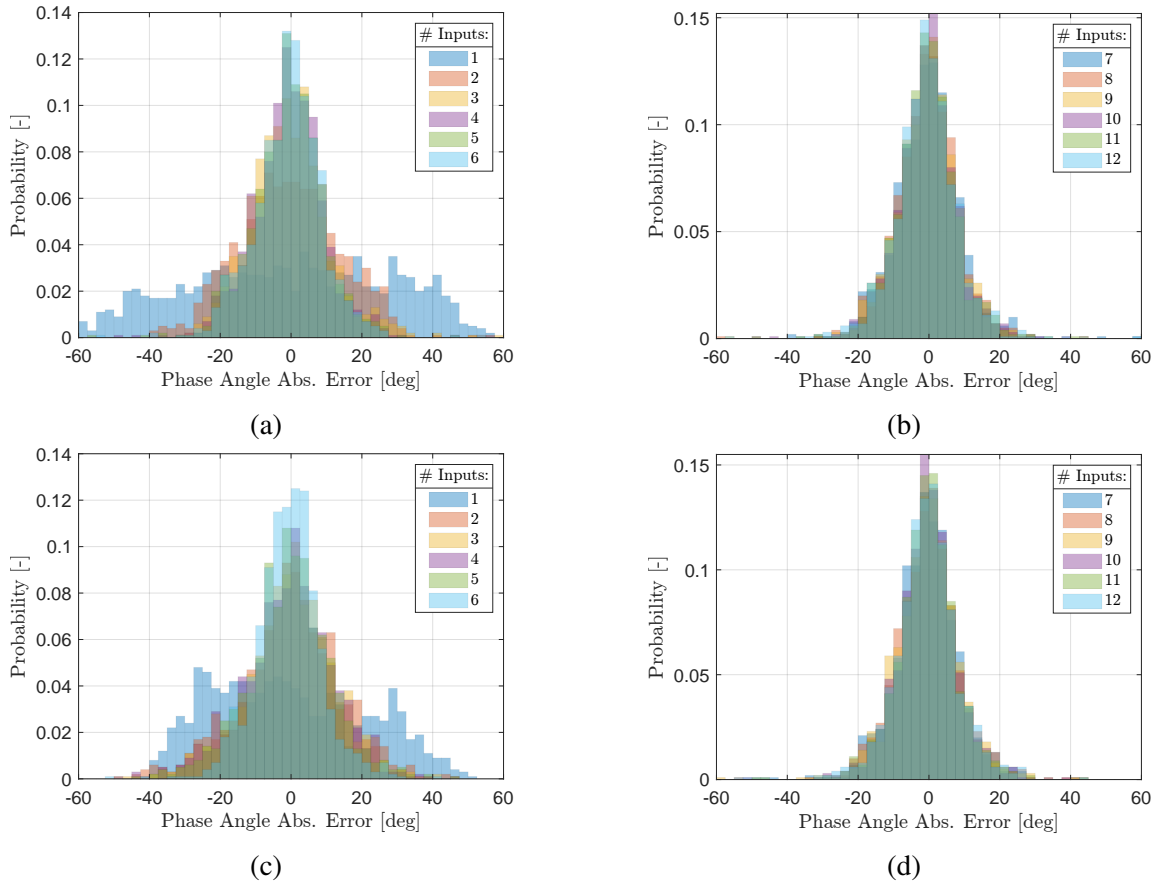 0.14
0.12
0.1
0.08
0.06
0.04
0.02
0
Probability [-]
-60 -40 -20 0 20 40 60
Phase Angle Abs. Error [deg]
# Inputs:
1
2
3
4
5
6
(a)
0.15
0.1
0.05
0
Probability [-]
-60 -40 -20 0 20 40 60
Phase Angle Abs. Error [deg]
# Inputs:
7
8
9
10
11
12
(b)
0.14
0.12
0.1
0.08
0.06
0.04
0.02
0
Probability [-]
-60 -40 -20 0 20 40 60
Phase Angle Abs. Error [deg]
# Inputs:
1
2
3
4
5
6
(c)
0.15
0.1
0.05
0
Probability [-]
-60 -40 -20 0 20 40 60
Phase Angle Abs. Error [deg]
# Inputs:
7
8
9
10
11
12
(d)